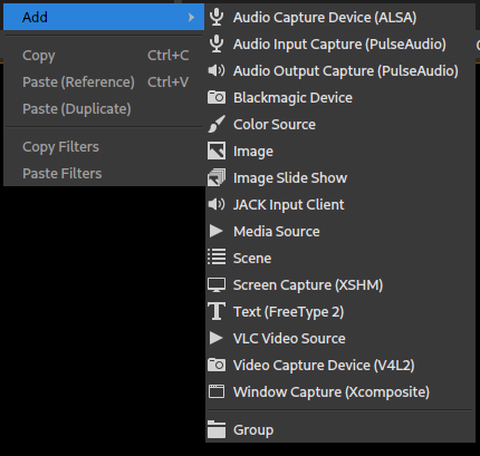 Add
Copy Ctrl+C
Paste (Reference) Ctrl+V
Paste (Duplicate)
Copy Filters
Paste Filters
Audio Capture Device (ALSA)
Audio Input Capture (PulseAudio)
Audio Output Capture (PulseAudio)
Blackmagic Device
Color Source
Image
Image Slide Show
JACK Input Client
Media Source
Scene
Screen Capture (XSHM)
Text (FreeType 2)
VLC Video Source
Video Capture Device (V4L2)
Window Capture (Xcomposite)
Group